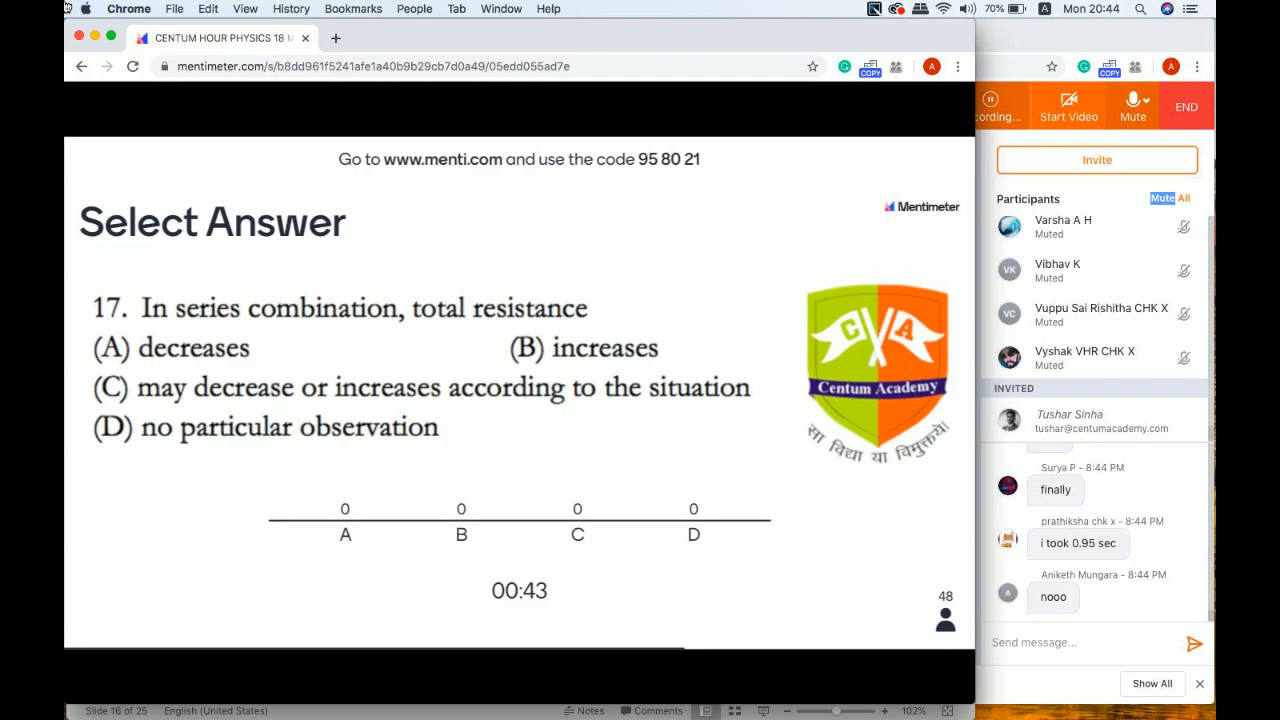 Chrome File Edit View History Bookmarks People Tab Window Help
70% A Mon 20:44
CENTUM HOUR PHYSICS 18 M
mentimeter.com/s/b8dd961f5241afe1a40b9b29cb7d0a49/05edd055ad7e
COPY
A
COPY
A
Go to www.menti.com and use the code 95 80 21
Mentimeter
Select Answer
17. In series combination, total resistance
(A) decreases (B) increases
(C) may decrease or increases according to the situation
(D) no particular observation
C A
Centum Academy
सा विद्या या विमुक्तये।
0 0 0 0
A B C D
00:43
48
cording... Start Video Mute END
Invite
Participants Mute All
Varsha A H
Muted
VK Vibhav K
Muted
VC Vuppu Sai Rishitha CHK X
Muted
Vyshak VHR CHK X
Muted
INVITED
Tushar Sinha
tushar@centumacademy.com
Surya P - 8:44 PM
finally
prathiksha chk x - 8:44 PM
i took 0.95 sec
Aniketh Mungara - 8:44 PM
A nooo
Send message...
Show All
Slide 16 of 25 English (United States) Notes Comments 102%